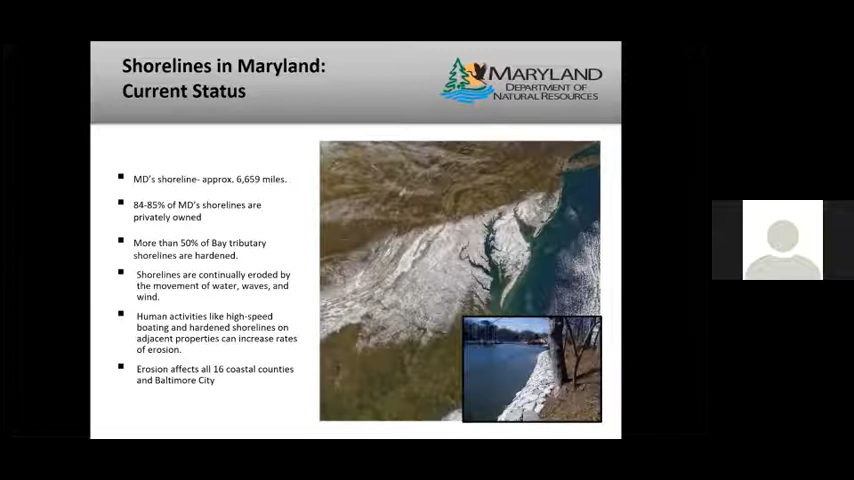 Shorelines in Maryland:
Current Status
MARYLAND
DEPARTMENT OF
NATURAL RESOURCES
MD's shoreline- approx. 6,659 miles.
84-85% of MD's shorelines are
privately owned
More than 50% of Bay tributary
shorelines are hardened.
Shorelines are continually eroded by
the movement of water, waves, and
wind.
Human activities like high-speed
boating and hardened shorelines on
adjacent properties can increase rates
of erosion.
Erosion affects all 16 coastal counties
and Baltimore City